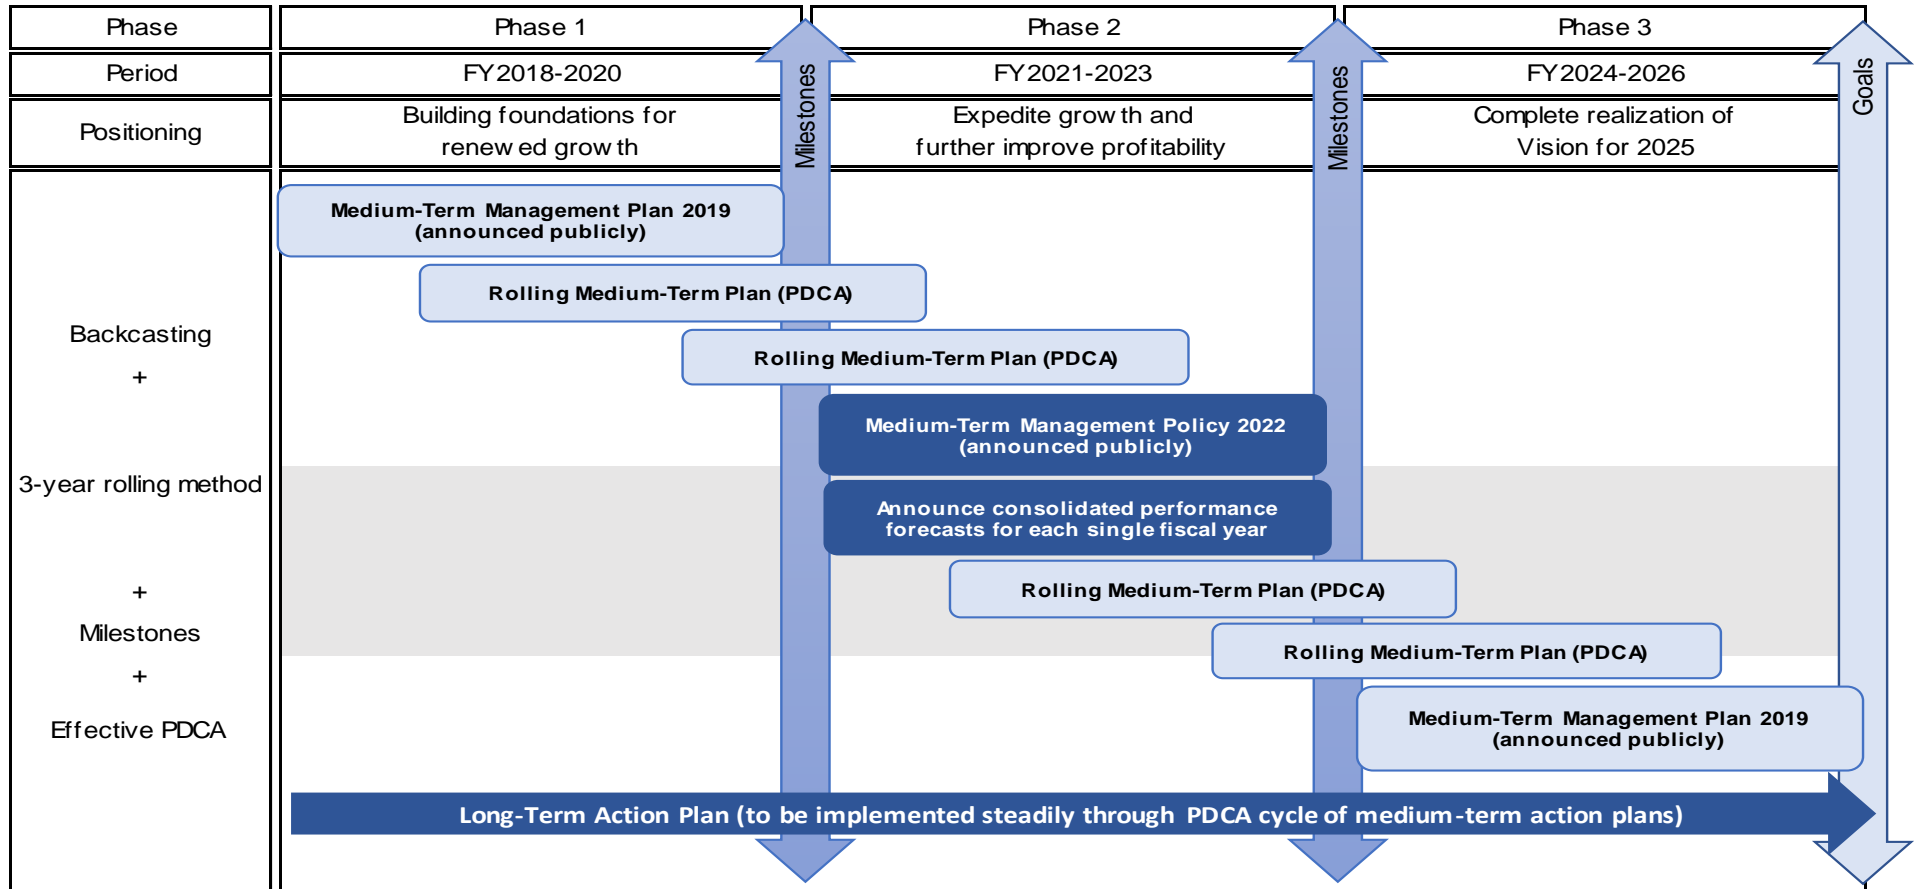 Phase
Phase 1
Phase 2
Phase 3
Period
FY2018-2020
FY2021-2023
FY2024-2026
Positioning
Building foundations for
renewed growth
Expedite growth and
further improve profitability
Complete realization of
Vision for 2025
Milestones
Milestones
Goals
Backcasting
+
3-year rolling method
+
Milestones
+
Effective PDCA
Medium-Term Management Plan 2019
(announced publicly)
Rolling Medium-Term Plan (PDCA)
Rolling Medium-Term Plan (PDCA)
Medium-Term Management Policy 2022
(announced publicly)
Announce consolidated performance
forecasts for each single fiscal year
Rolling Medium-Term Plan (PDCA)
Rolling Medium-Term Plan (PDCA)
Medium-Term Management Plan 2019
(announced publicly)
Long-Term Action Plan (to be implemented steadily through PDCA cycle of medium-term action plans)